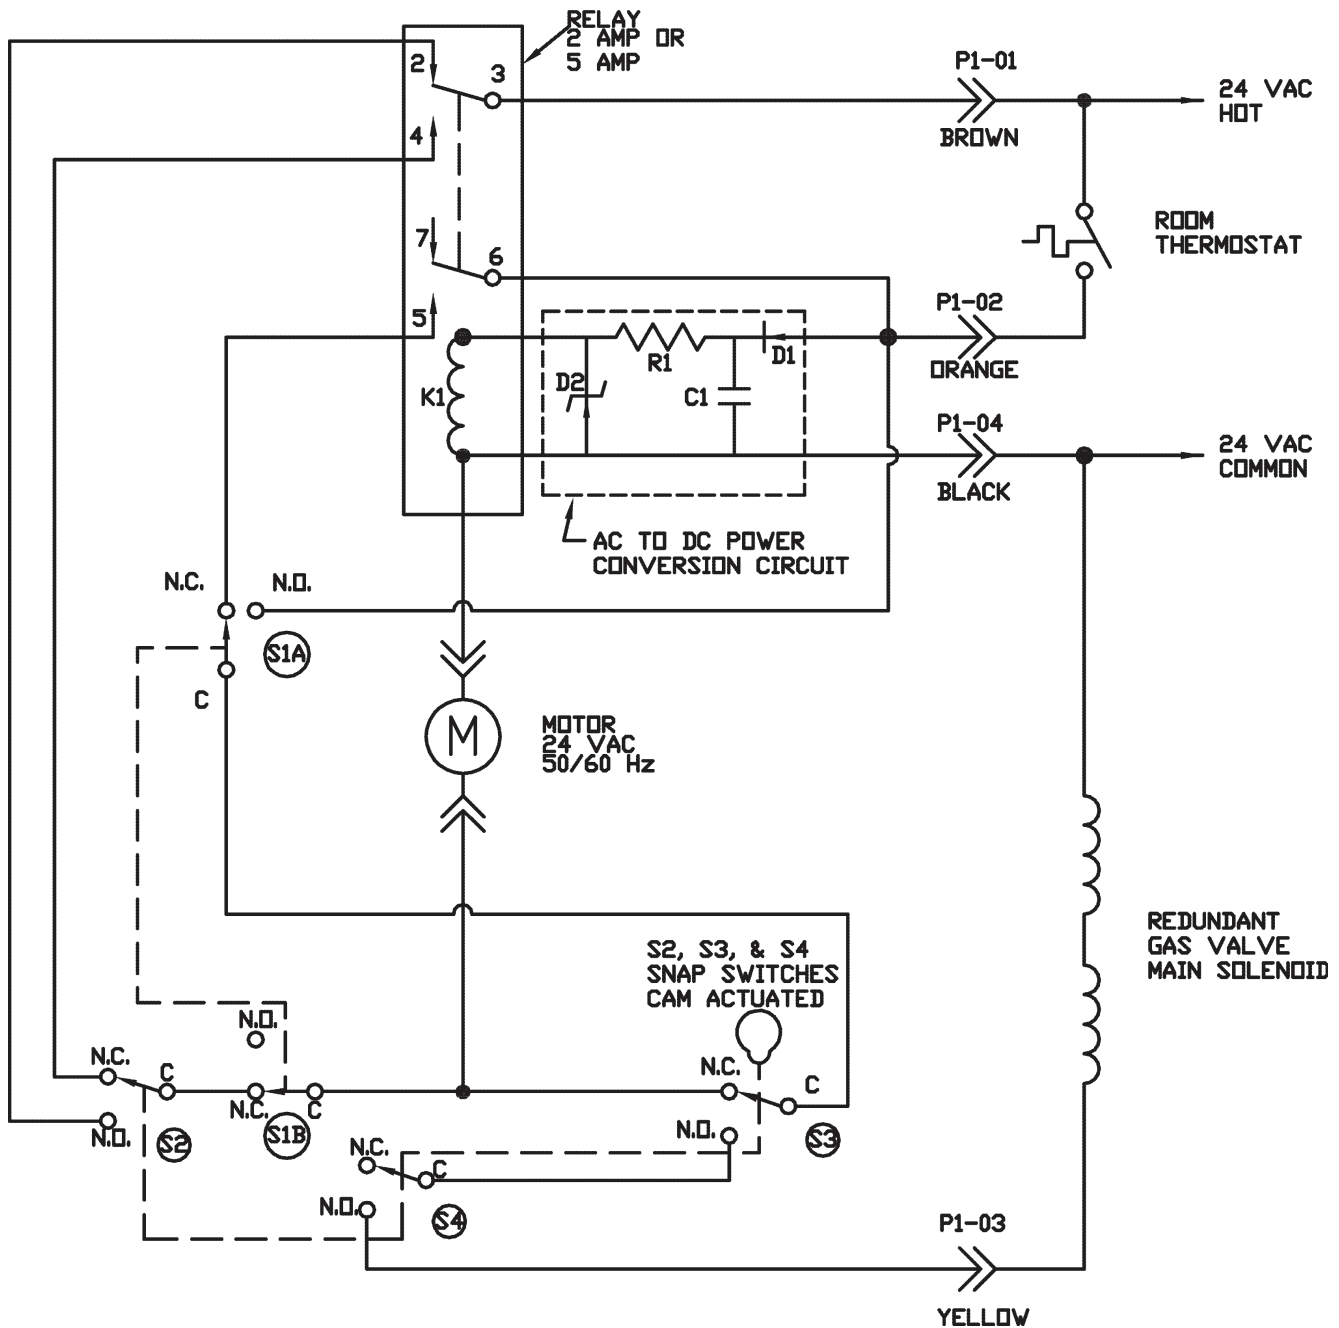 RELAY
2 AMP OR
5 AMP
2
3
P1-01
24 VAC
HOT
4
BROWN
ROOM
THERMOSTAT
7
6
P1-02
5
R1
D1
ORANGE
D2
K1
C1
P1-04
24 VAC
COMMON
BLACK
AC TO DC POWER
CONVERSION CIRCUIT
N.C.
N.O.
S1A
C
M
MOTOR
24 VAC
50/60 Hz
REDUNDANT
GAS VALVE
MAIN SOLENOID
S2, S3, & S4
SNAP SWITCHES
CAM ACTUATED
N.O.
N.C.
C
N.C.
C
N.C.
C
N.O.
S2
S1B
N.O.
S3
N.C.
C
N.O.
S4
P1-03
YELLOW